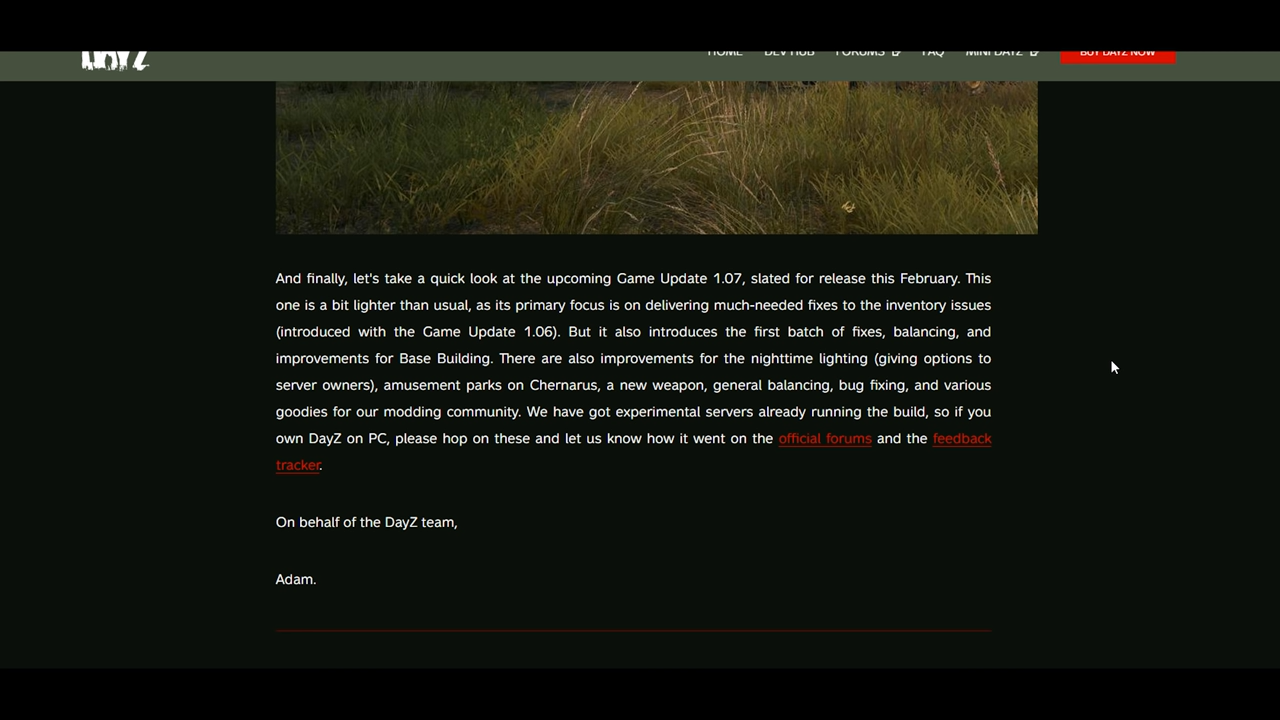 DAYZ
HOME DEV HUB FORUMS FAQ MINI DAYZ BUY DAYZ NOW
And finally, let's take a quick look at the upcoming Game Update 1.07, slated for release this February. This
one is a bit lighter than usual, as its primary focus is on delivering much-needed fixes to the inventory issues
(introduced with the Game Update 1.06). But it also introduces the first batch of fixes, balancing, and
improvements for Base Building. There are also improvements for the nighttime lighting (giving options to
server owners), amusement parks on Chernarus, a new weapon, general balancing, bug fixing, and various
goodies for our modding community. We have got experimental servers already running the build, so if you
own DayZ on PC, please hop on these and let us know how it went on the official forums and the feedback
tracker.
On behalf of the DayZ team,
Adam.